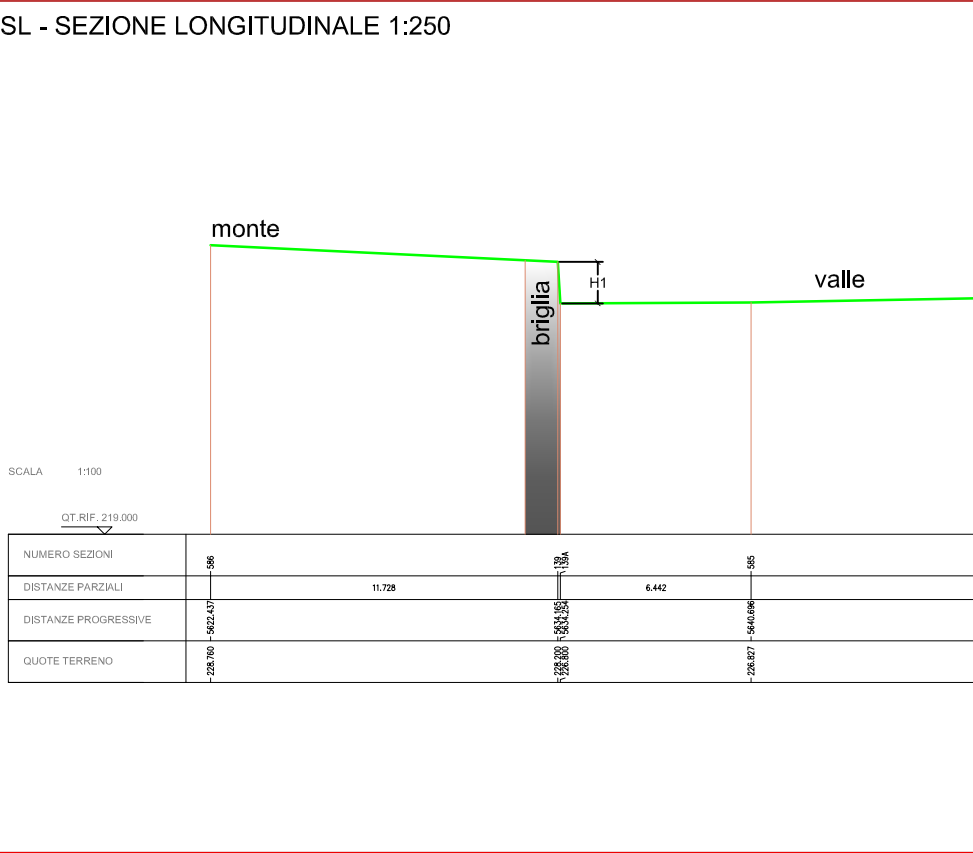 SL - SEZIONE LONGITUDINALE 1:250
monte
valle
H1
briglia
SCALA 1:100
QT.RIF. 219.000
NUMERO SEZIONI 586 139 139A 585
DISTANZE PARZIALI 11.728 6.442
DISTANZE PROGRESSIVE 5622.437 5634.165 5634.254 5640.696
QUOTE TERRENO 228.760 228.200 226.800 226.827